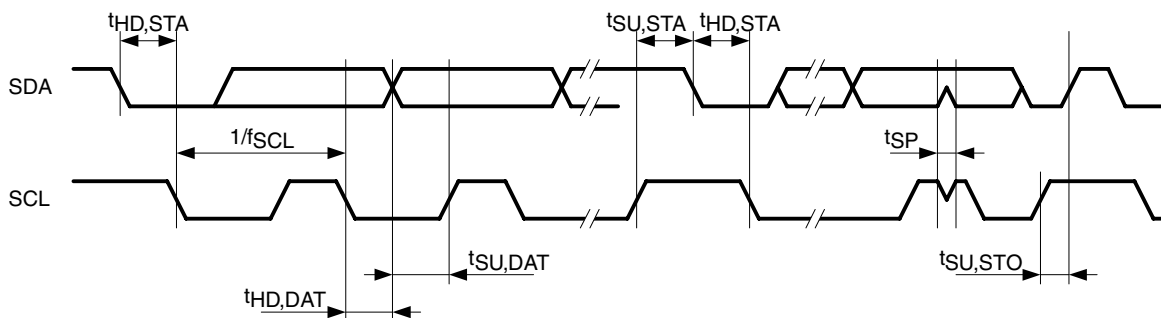 tHD,STA
tSU,STA tHD,STA
SDA
1/fSCL
tSP
SCL
tSU,DAT
tSU,STO
tHD,DAT